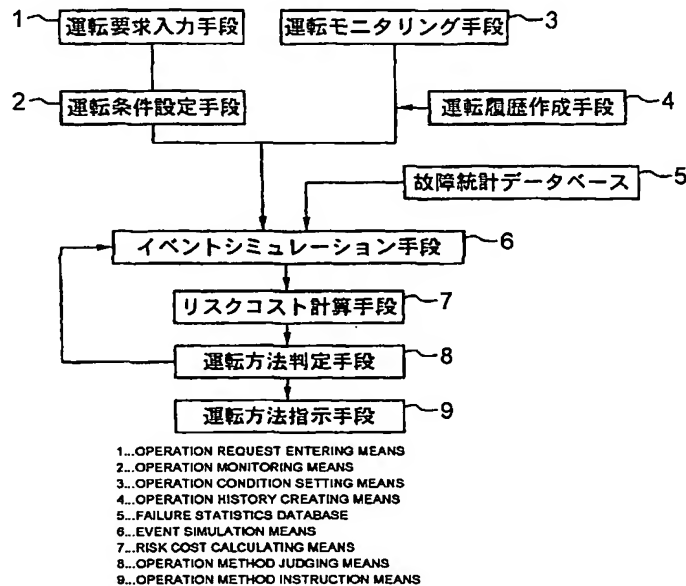 1 運転要求入力手段
運転モニタリング手段 3
2 運転条件設定手段
運転履歴作成手段 4
故障統計データベース 5
イベントシミュレーション手段 6
リスクコスト計算手段 7
運転方法判定手段 8
運転方法指示手段 9
1...OPERATION REQUEST ENTERING MEANS
2...OPERATION MONITORING MEANS
3...OPERATION CONDITION SETTING MEANS
4...OPERATION HISTORY CREATING MEANS
5...FAILURE STATISTICS DATABASE
6...EVENT SIMULATION MEANS
7...RISK COST CALCULATING MEANS
8...OPERATION METHOD JUDGING MEANS
9...OPERATION METHOD INSTRUCTION MEANS